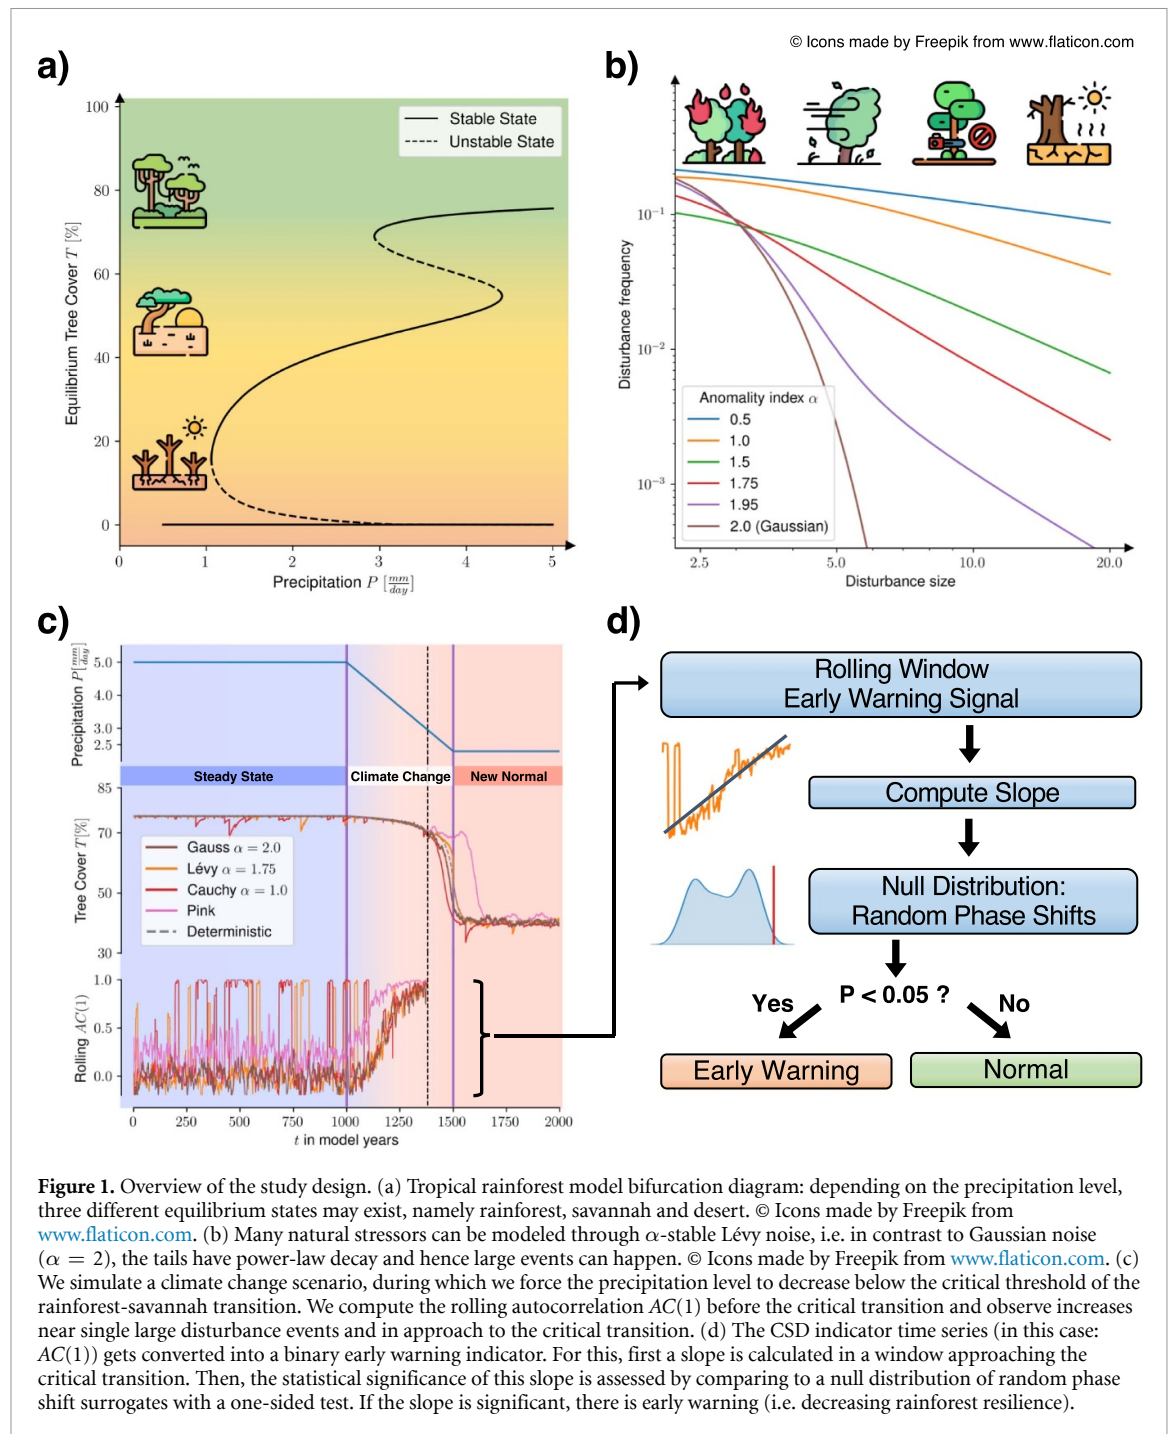 © Icons made by Freepik from www.flaticon.com
a)
100
80
60
40
20
0
Equilibrium Tree Cover T [%]
Stable State
Unstable State
0 1 2 3 4 5
Precipitation P [mm/day]
b)
Disturbance frequency
10⁻¹
10⁻²
10⁻³
Anomality index α
0.5
1.0
1.5
1.75
1.95
2.0 (Gaussian)
2.5 5.0 10.0 20.0
Disturbance size
c)
Precipitation P[mm/day]
5.0
4.0
3.0
2.5
Steady State Climate Change New Normal
Tree Cover T[%]
85
70
50
30
Gauss α = 2.0
Lévy α = 1.75
Cauchy α = 1.0
Pink
Deterministic
Rolling AC(1)
1.0
0.5
0.0
0 250 500 750 1000 1250 1500 1750 2000
t in model years
d)
Rolling Window
Early Warning Signal
Compute Slope
Null Distribution:
Random Phase Shifts
P < 0.05 ?
Yes No
Early Warning Normal
Figure 1. Overview of the study design. (a) Tropical rainforest model bifurcation diagram: depending on the precipitation level,
three different equilibrium states may exist, namely rainforest, savannah and desert. © Icons made by Freepik from
www.flaticon.com. (b) Many natural stressors can be modeled through α-stable Lévy noise, i.e. in contrast to Gaussian noise
(α = 2), the tails have power-law decay and hence large events can happen. © Icons made by Freepik from www.flaticon.com. (c)
We simulate a climate change scenario, during which we force the precipitation level to decrease below the critical threshold of the
rainforest-savannah transition. We compute the rolling autocorrelation AC(1) before the critical transition and observe increases
near single large disturbance events and in approach to the critical transition. (d) The CSD indicator time series (in this case:
AC(1)) gets converted into a binary early warning indicator. For this, first a slope is calculated in a window approaching the
critical transition. Then, the statistical significance of this slope is assessed by comparing to a null distribution of random phase
shift surrogates with a one-sided test. If the slope is significant, there is early warning (i.e. decreasing rainforest resilience).